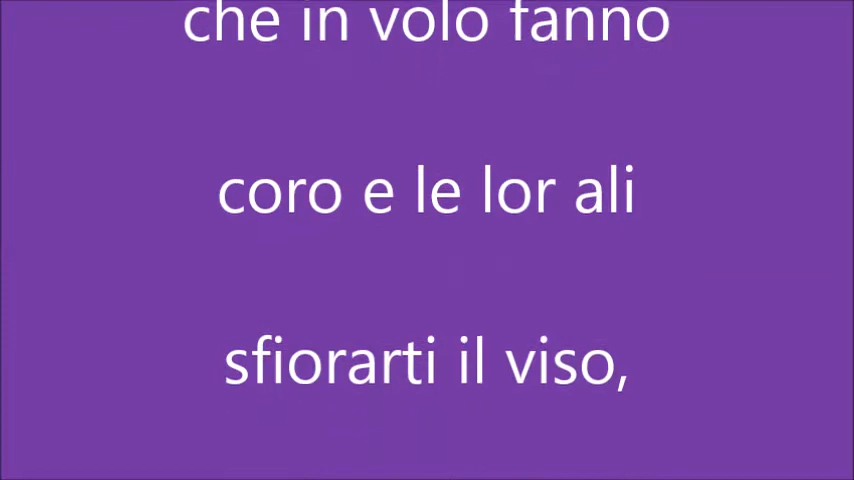 che in volo fanno
coro e le lor ali
sfiorarti il viso,